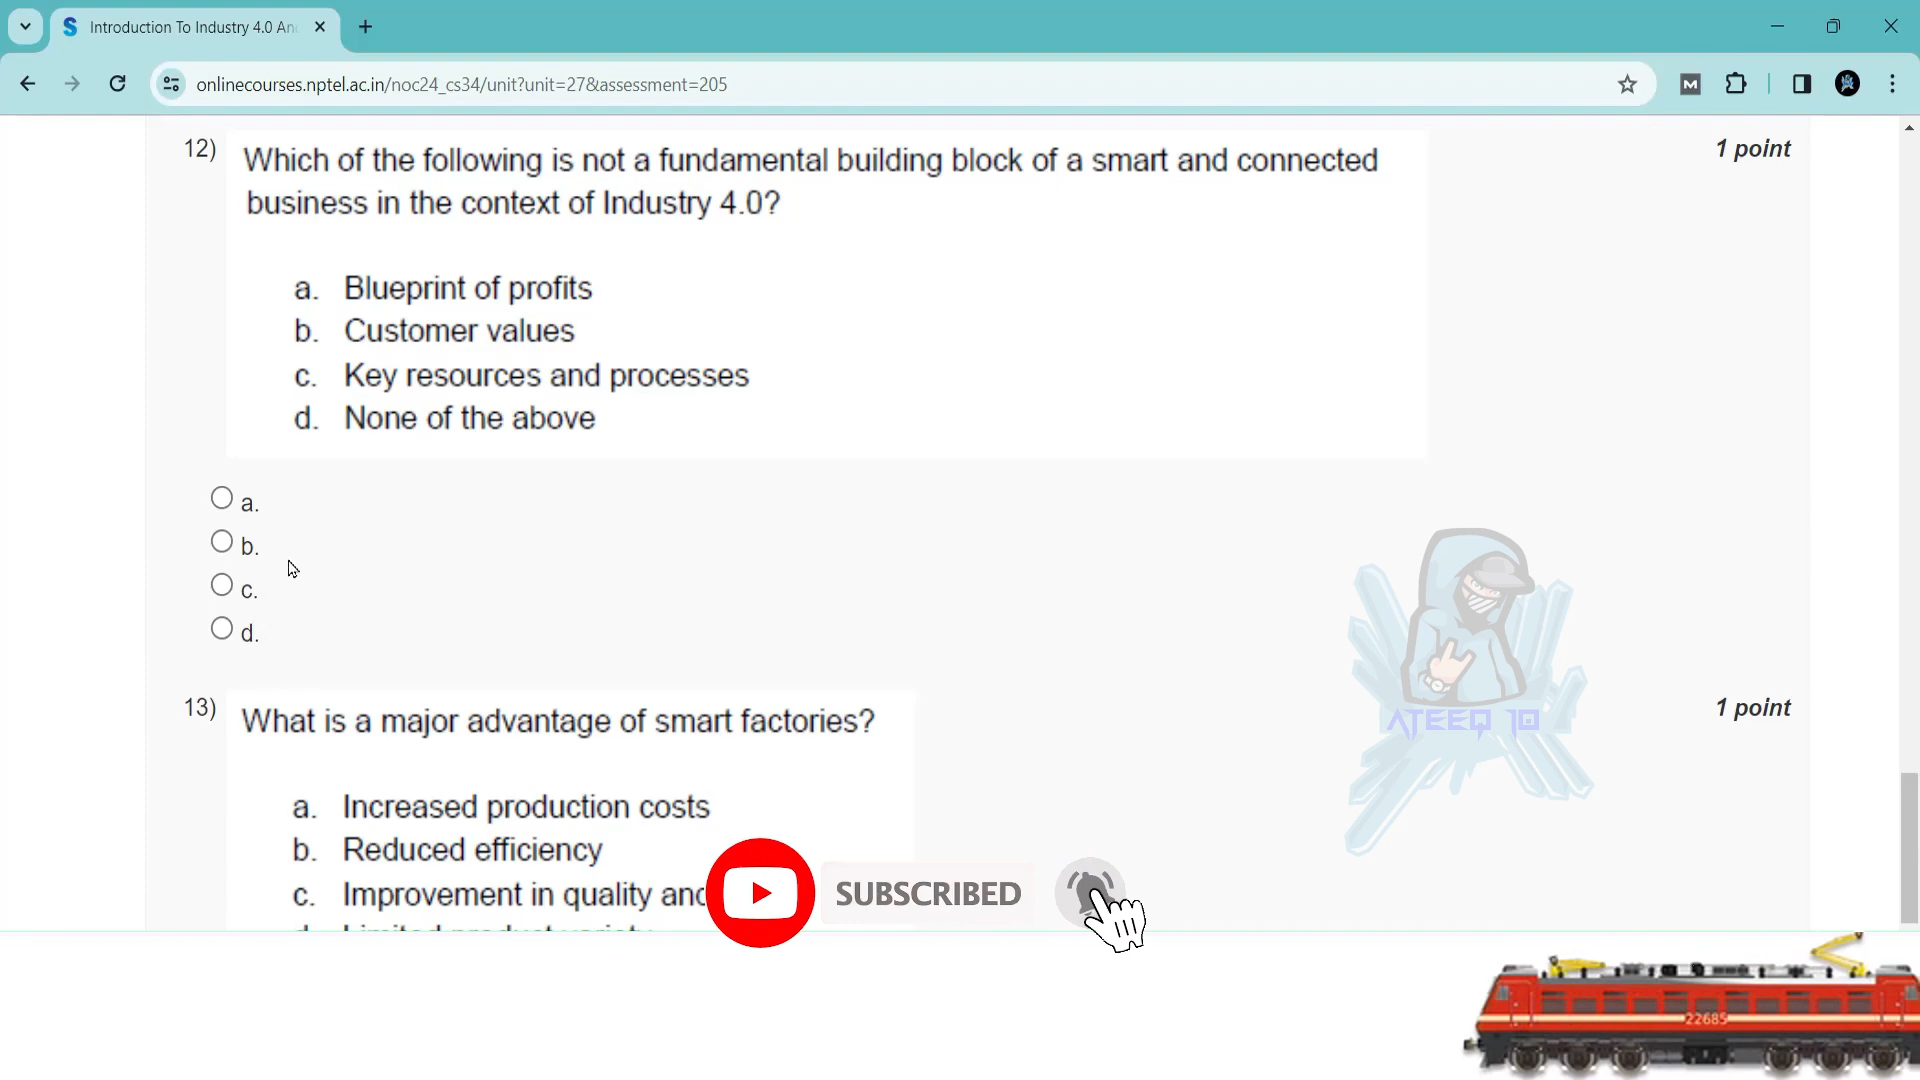 Introduction To Industry 4.0 An
onlinecourses.nptel.ac.in/noc24_cs34/unit?unit=27&assessment=205
12)
Which of the following is not a fundamental building block of a smart and connected
business in the context of Industry 4.0?
1 point
a. Blueprint of profits
b. Customer values
c. Key resources and processes
d. None of the above
a.
b.
c.
d.
13)
What is a major advantage of smart factories?
1 point
a. Increased production costs
b. Reduced efficiency
c. Improvement in quality and
d. Limited product variety
SUBSCRIBED
ATEEQ 10
22685